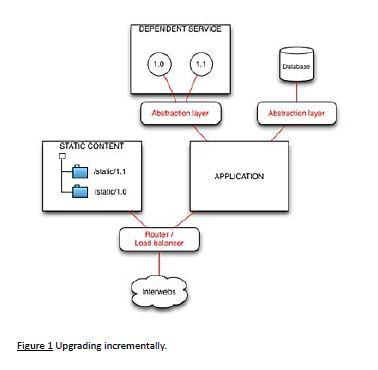 DEPENDENT SERVICE
1.0
1.1
Database
Abstraction layer
Abstraction layer
STATIC CONTENT
/static/1.1
/static/1.0
APPLICATION
Router /
Load balancer
Interwebs
Figure 1 Upgrading incrementally.